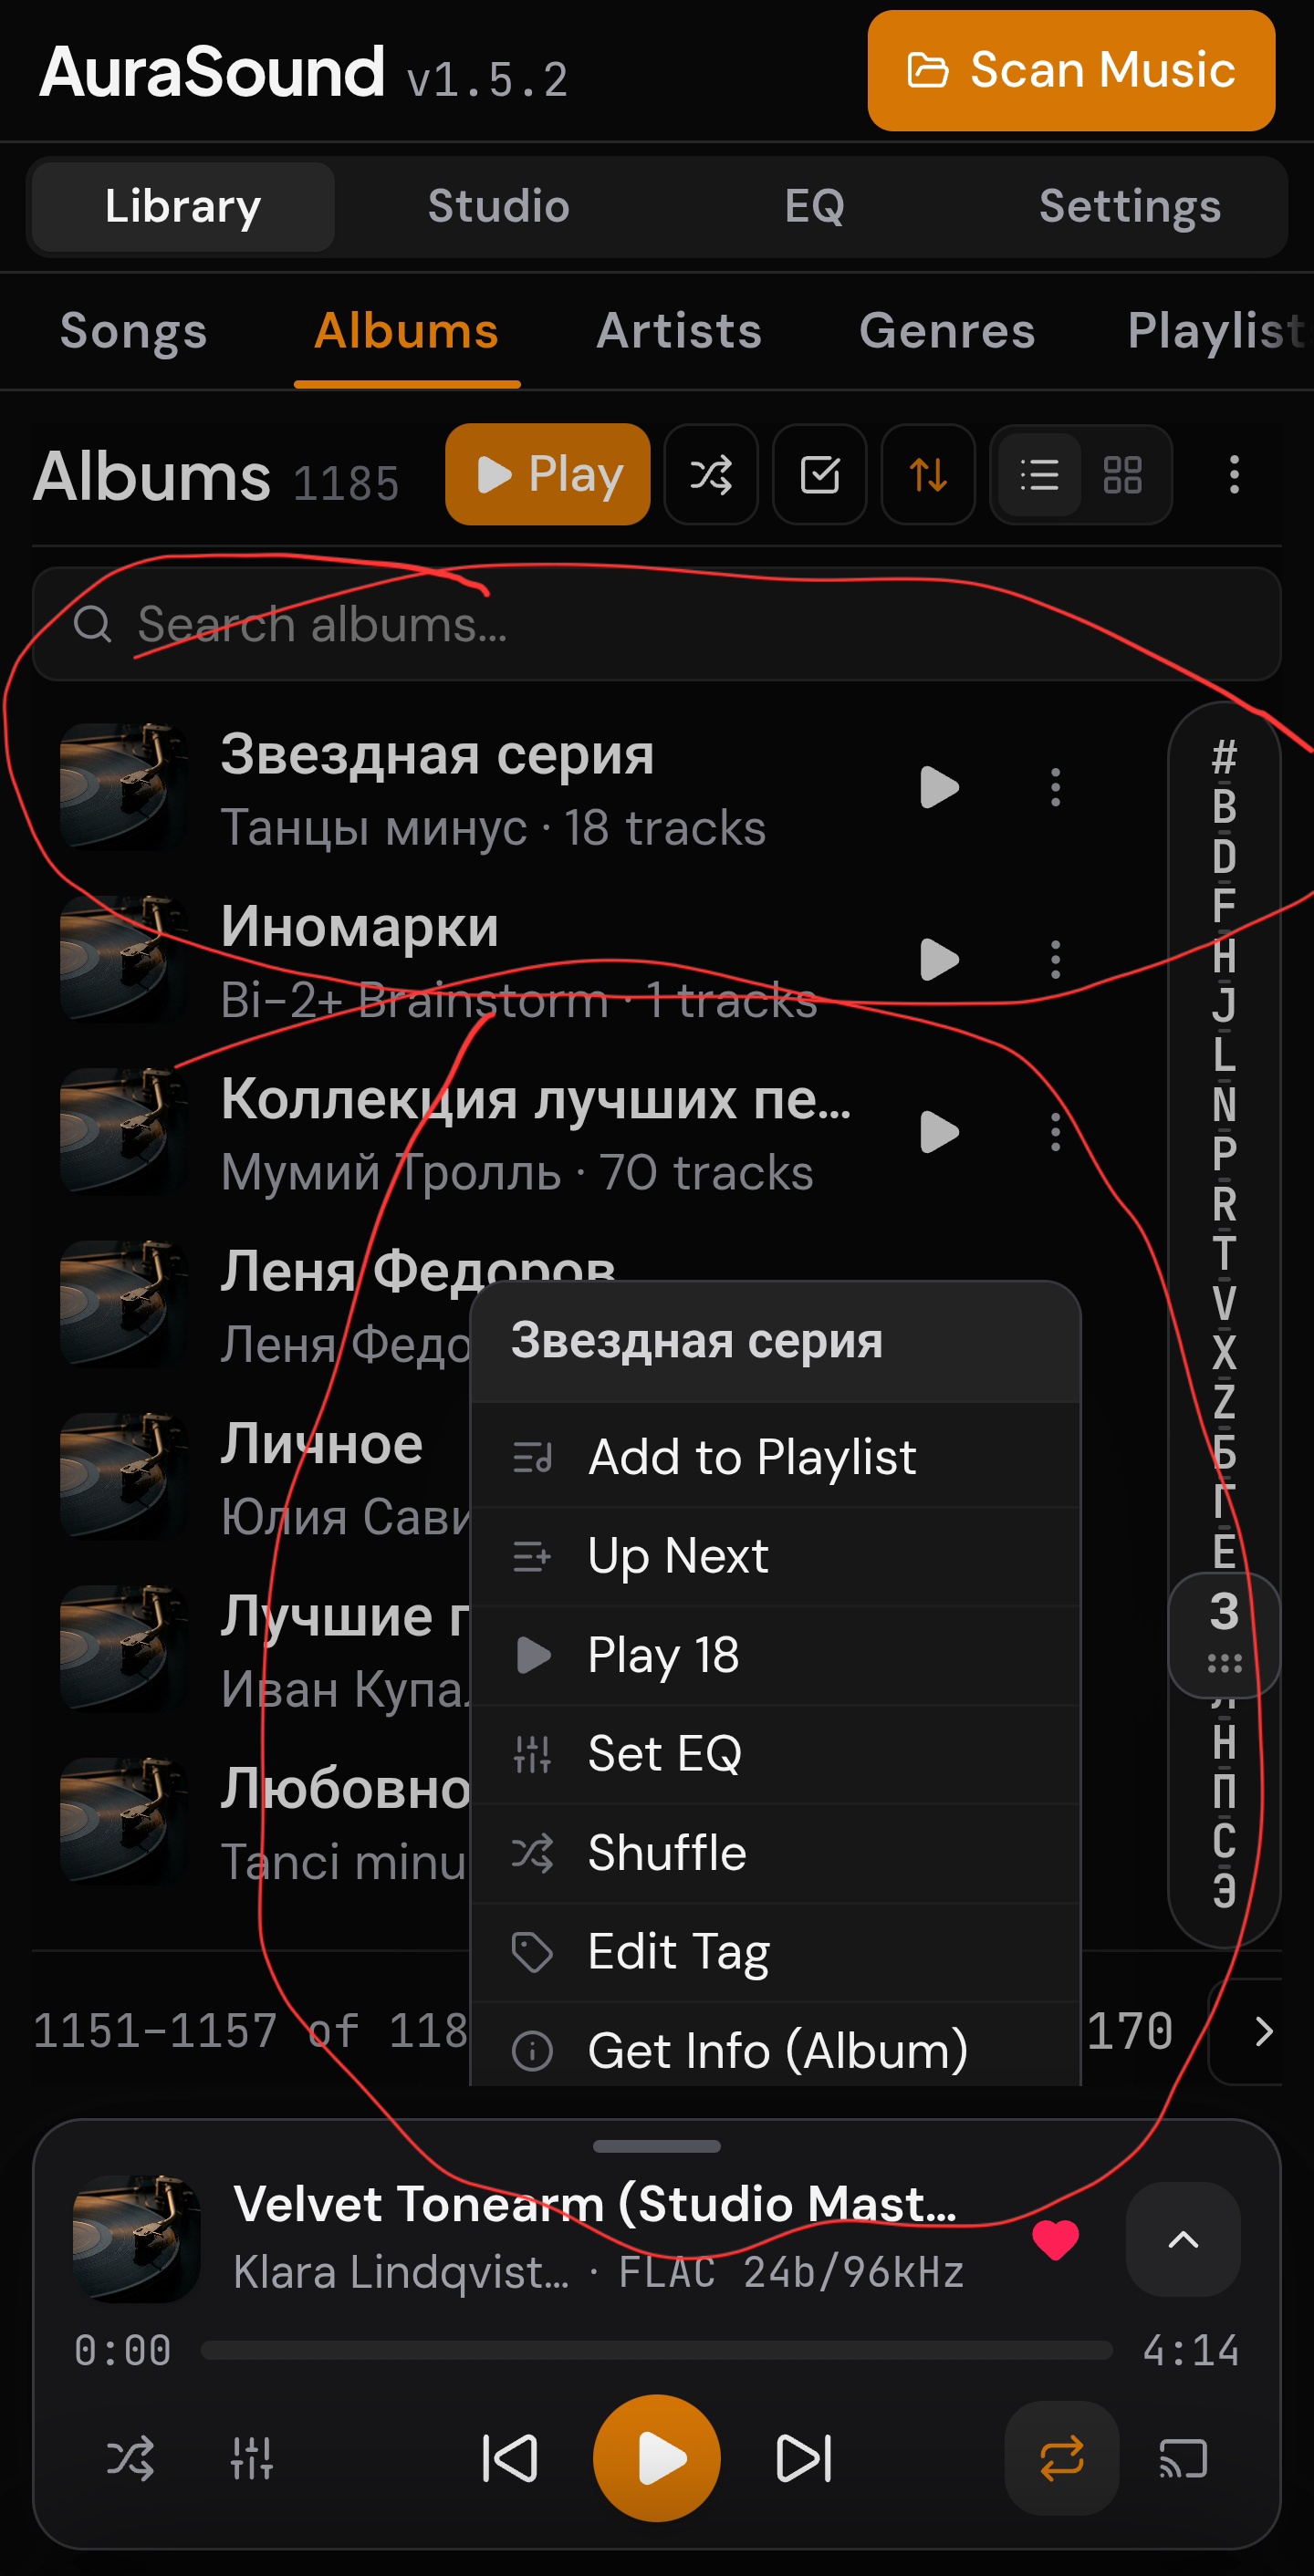 AuraSound v1.5.2
Scan Music
Library Studio EQ Settings
Songs Albums Artists Genres Playlist
Albums 1185 Play
Search albums...
Звездная серия
Танцы минус · 18 tracks
Иномарки
Bi-2+ Brainstorm · 1 tracks
Коллекция лучших пе...
Мумий Тролль · 70 tracks
Леня Федоров
Леня Федо
Личное
Юлия Сави
Лучшие п
Иван Купал
Любовно
Tanci minu
Звездная серия
Add to Playlist
Up Next
Play 18
Set EQ
Shuffle
Edit Tag
Get Info (Album)
#
B
D
F
H
J
L
N
P
R
T
V
X
Z
Б
Г
Е
З
Н
П
С
Э
1151-1157 of 118
170
Velvet Tonearm (Studio Mast...
Klara Lindqvist... · FLAC 24b/96kHz
0:00 4:14